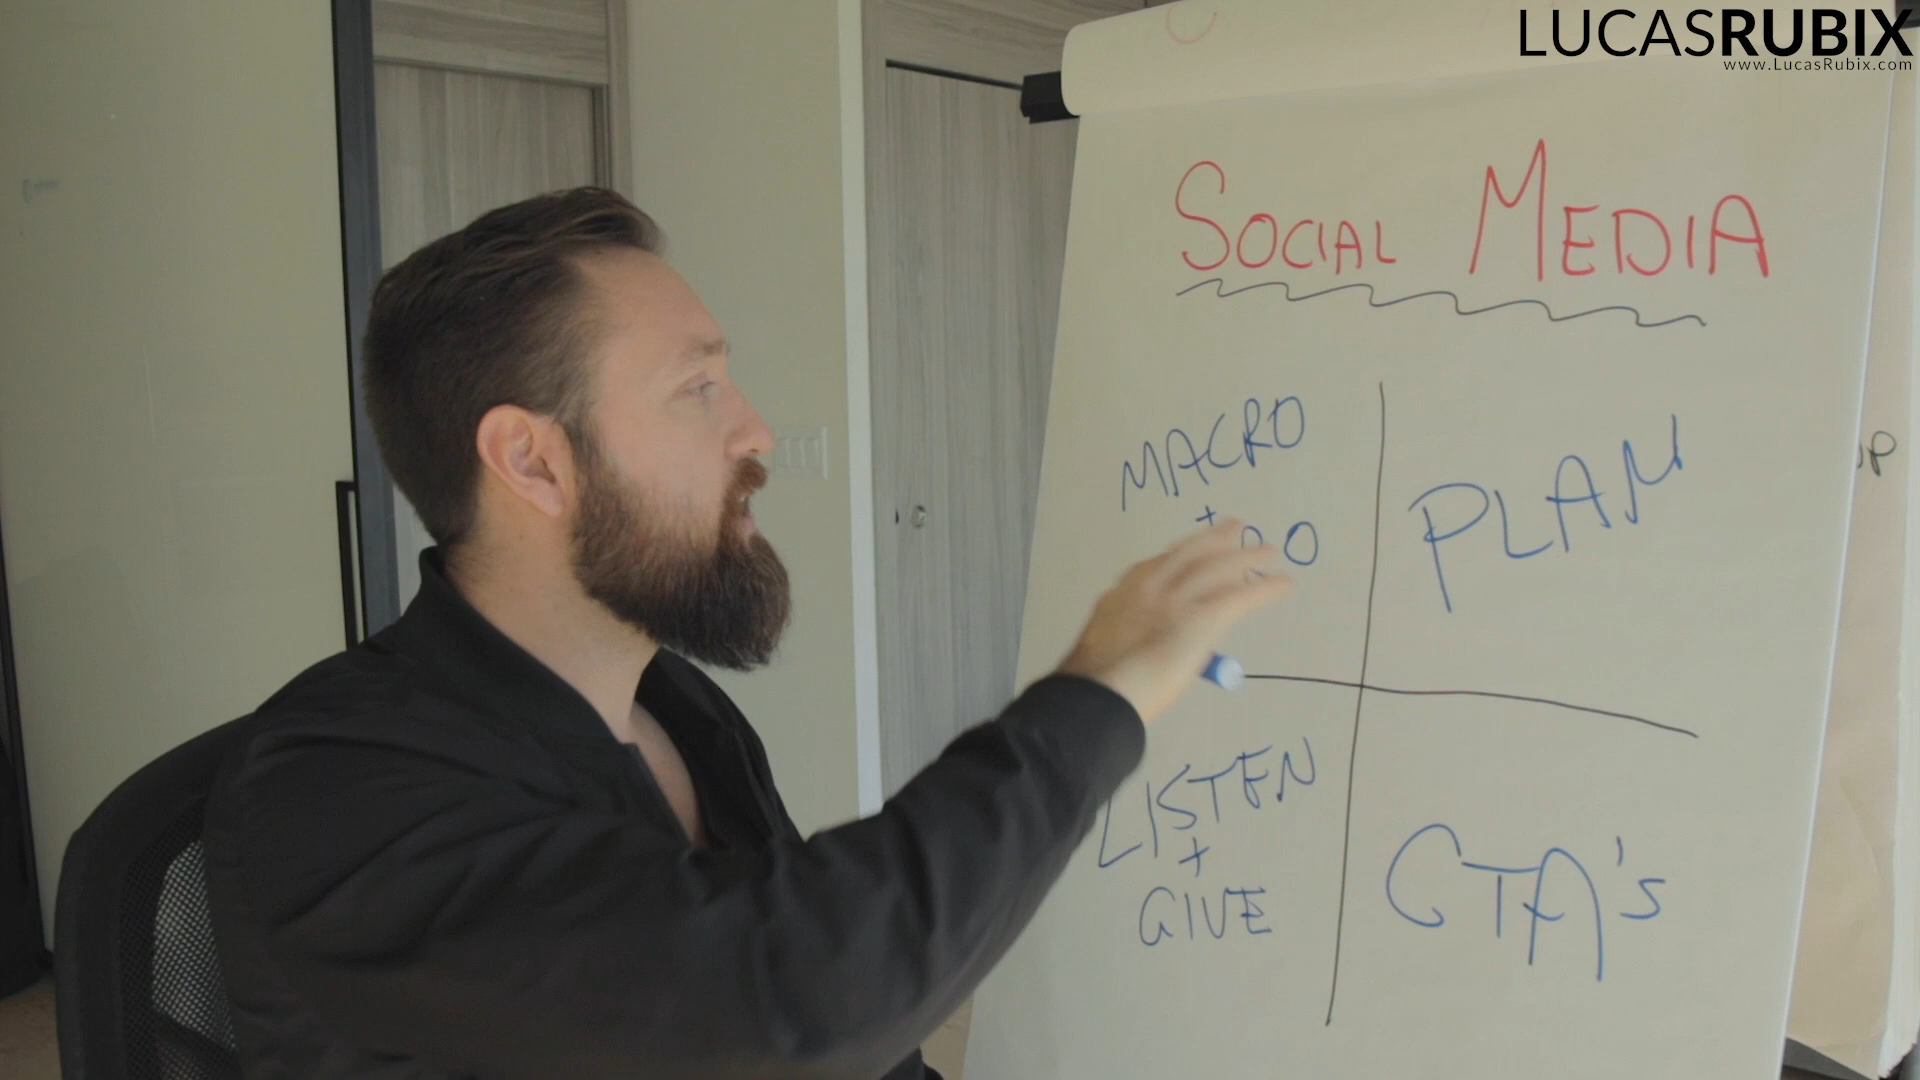 LUCASRUBIX
www.LucasRubix.com
SOCIAL MEDIA
MACRO
+
PLAN
LISTEN
+
GIVE
CTA's